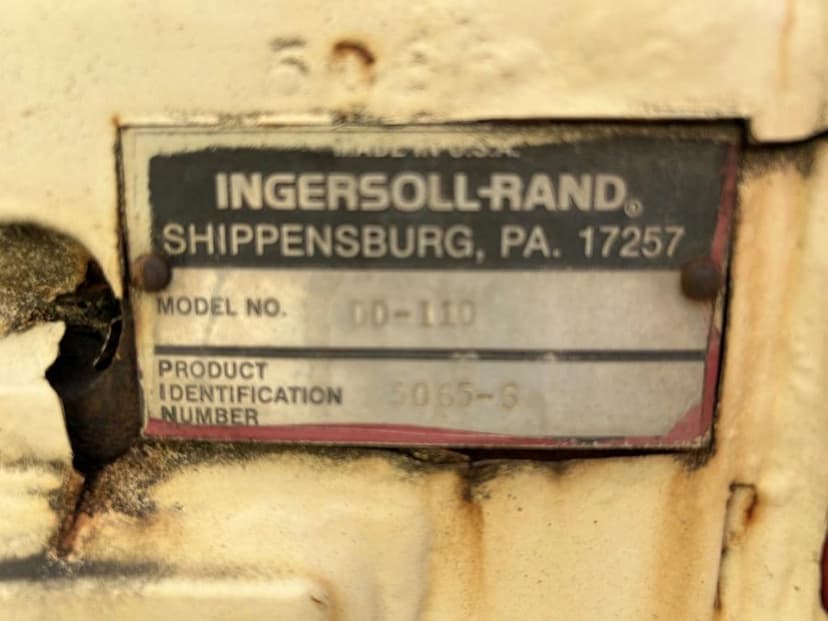 MADE IN U.S.A.
INGERSOLL-RAND®
SHIPPENSBURG, PA. 17257
MODEL NO. DD-110
PRODUCT
IDENTIFICATION
NUMBER